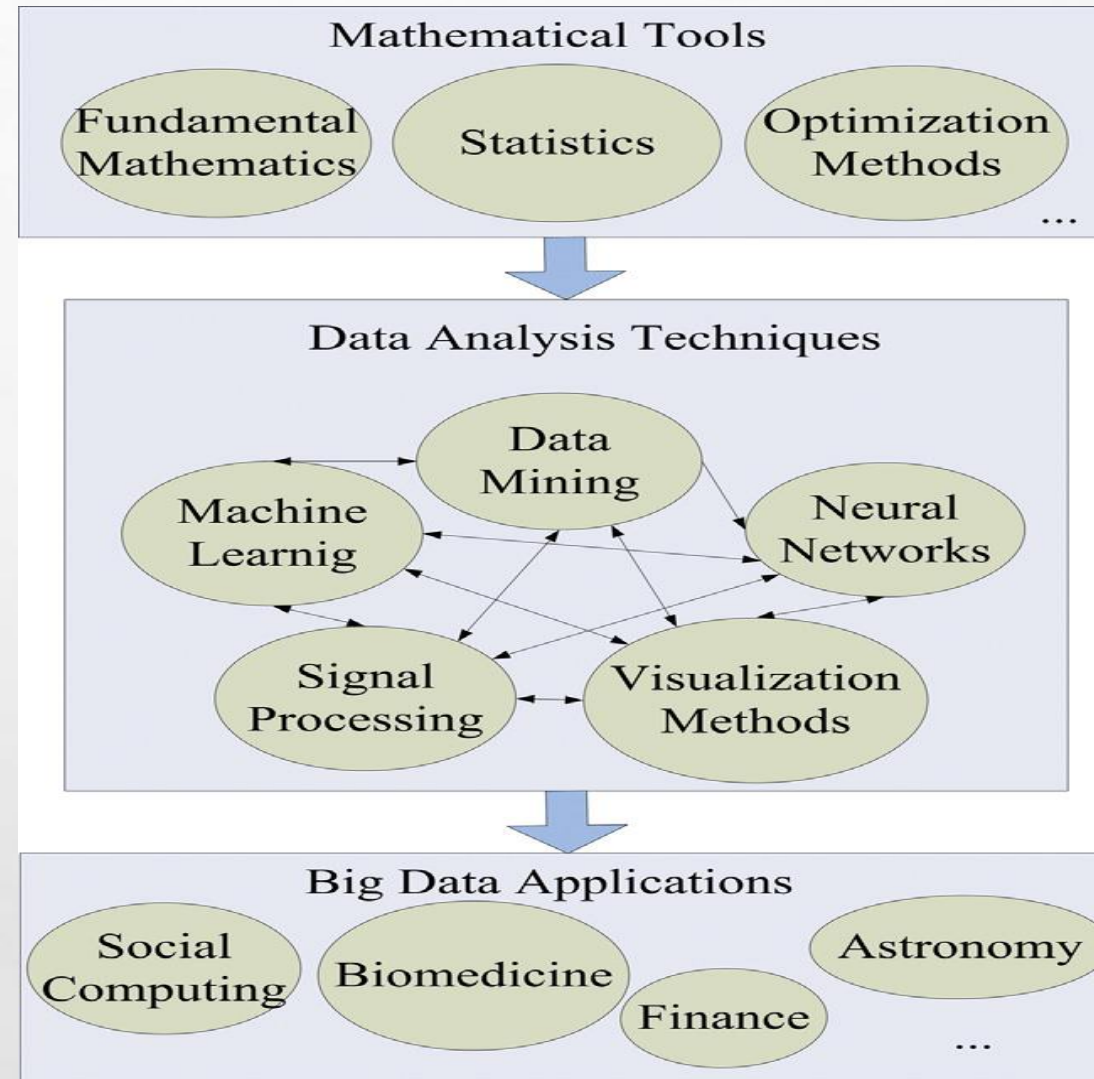 Mathematical Tools
Fundamental
Mathematics
Statistics
Optimization
Methods
...
Data Analysis Techniques
Data
Mining
Machine
Learnig
Neural
Networks
Signal
Processing
Visualization
Methods
Big Data Applications
Social
Computing
Biomedicine
Finance
Astronomy
...